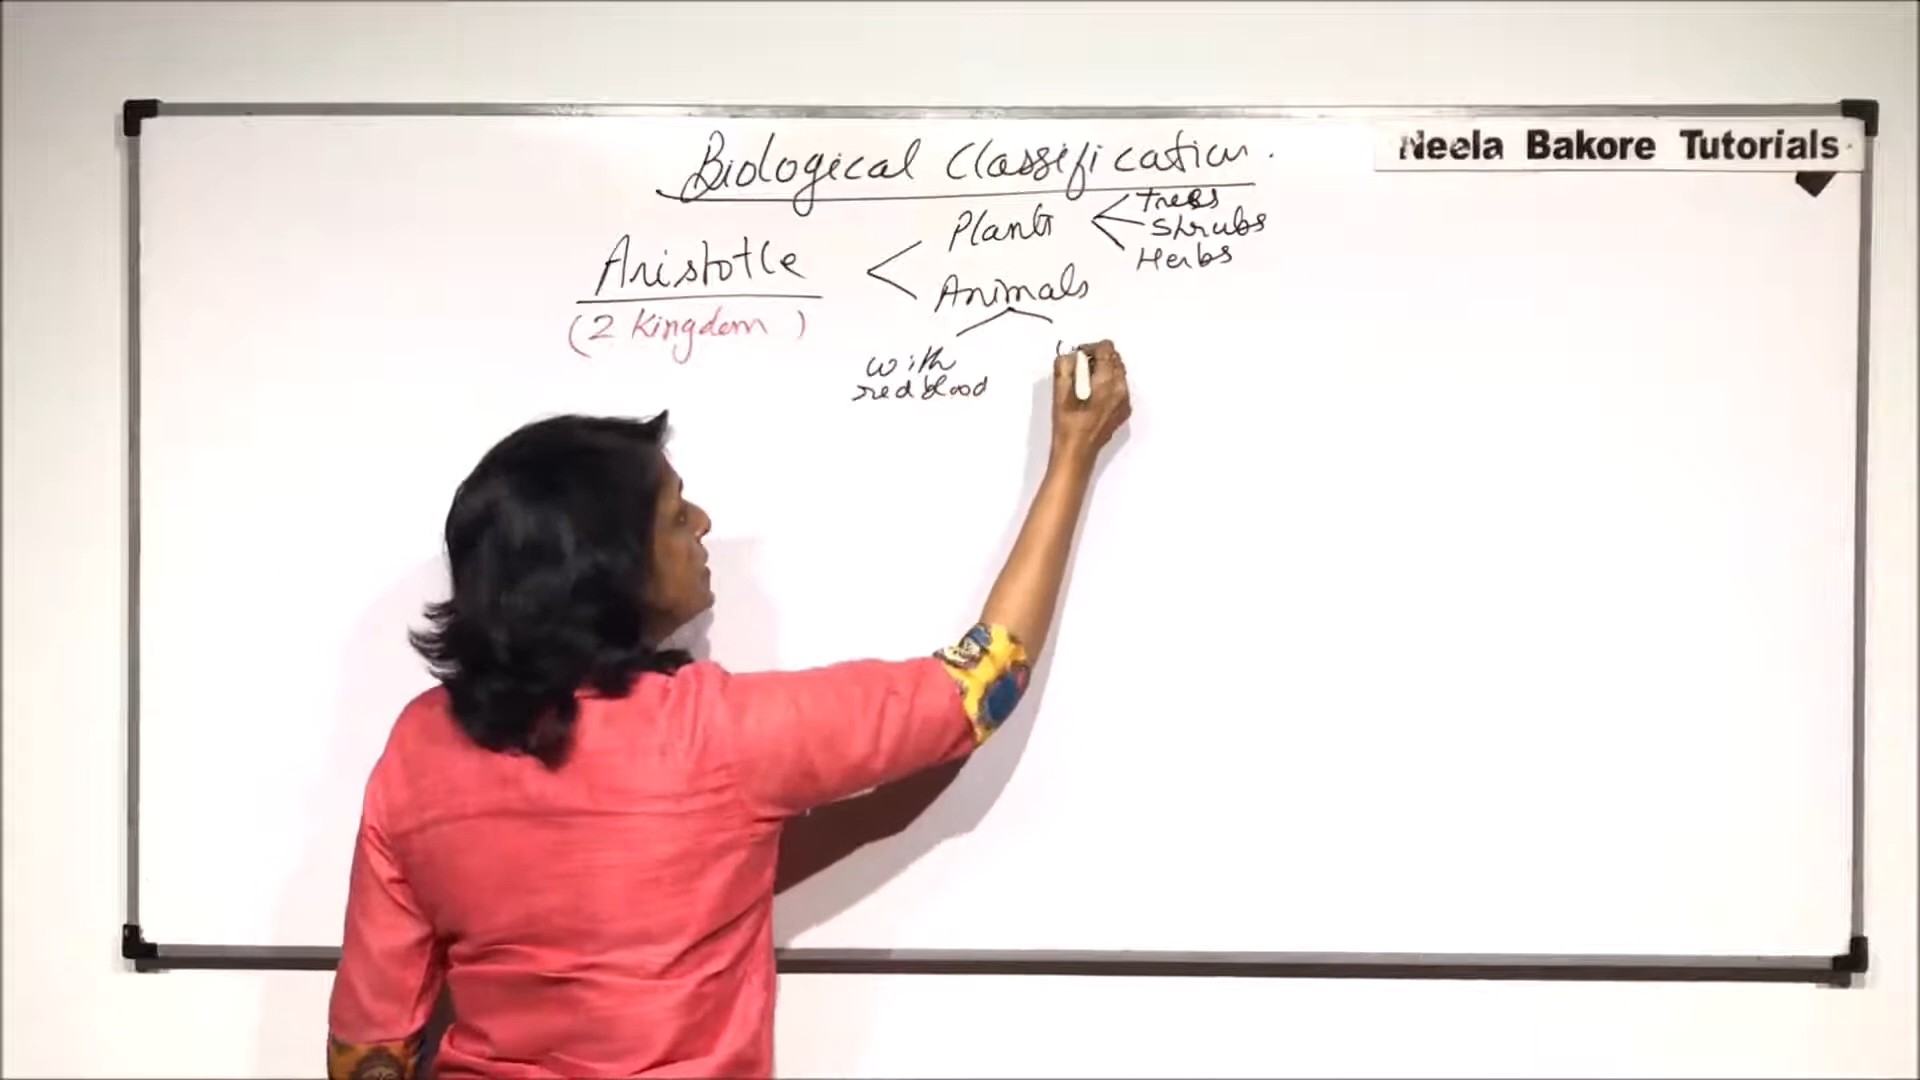 Biological Classification.
Neela Bakore Tutorials
Aristotle
(2 Kingdom)
Plants
Trees
Shrubs
Herbs
Animals
with
red blood